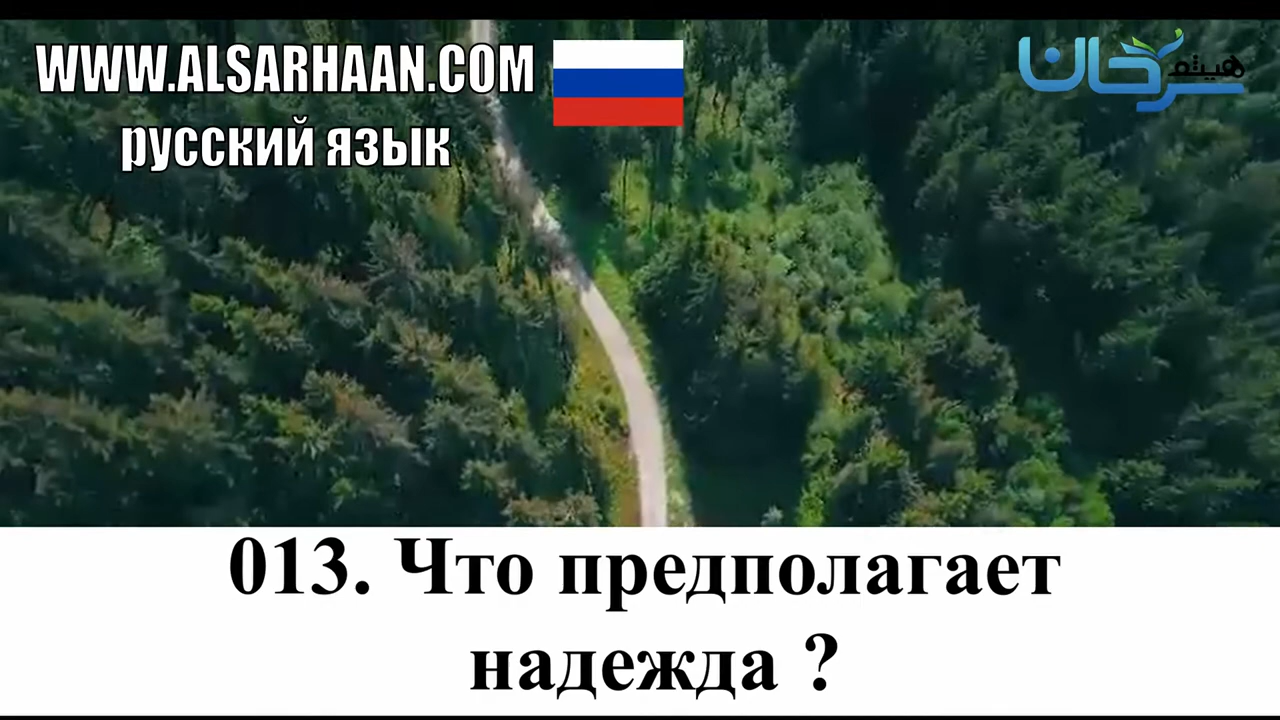 WWW.ALSARHAAN.COM
русский язык
هيثم سرحان
013. Что предполагает
надежда ?